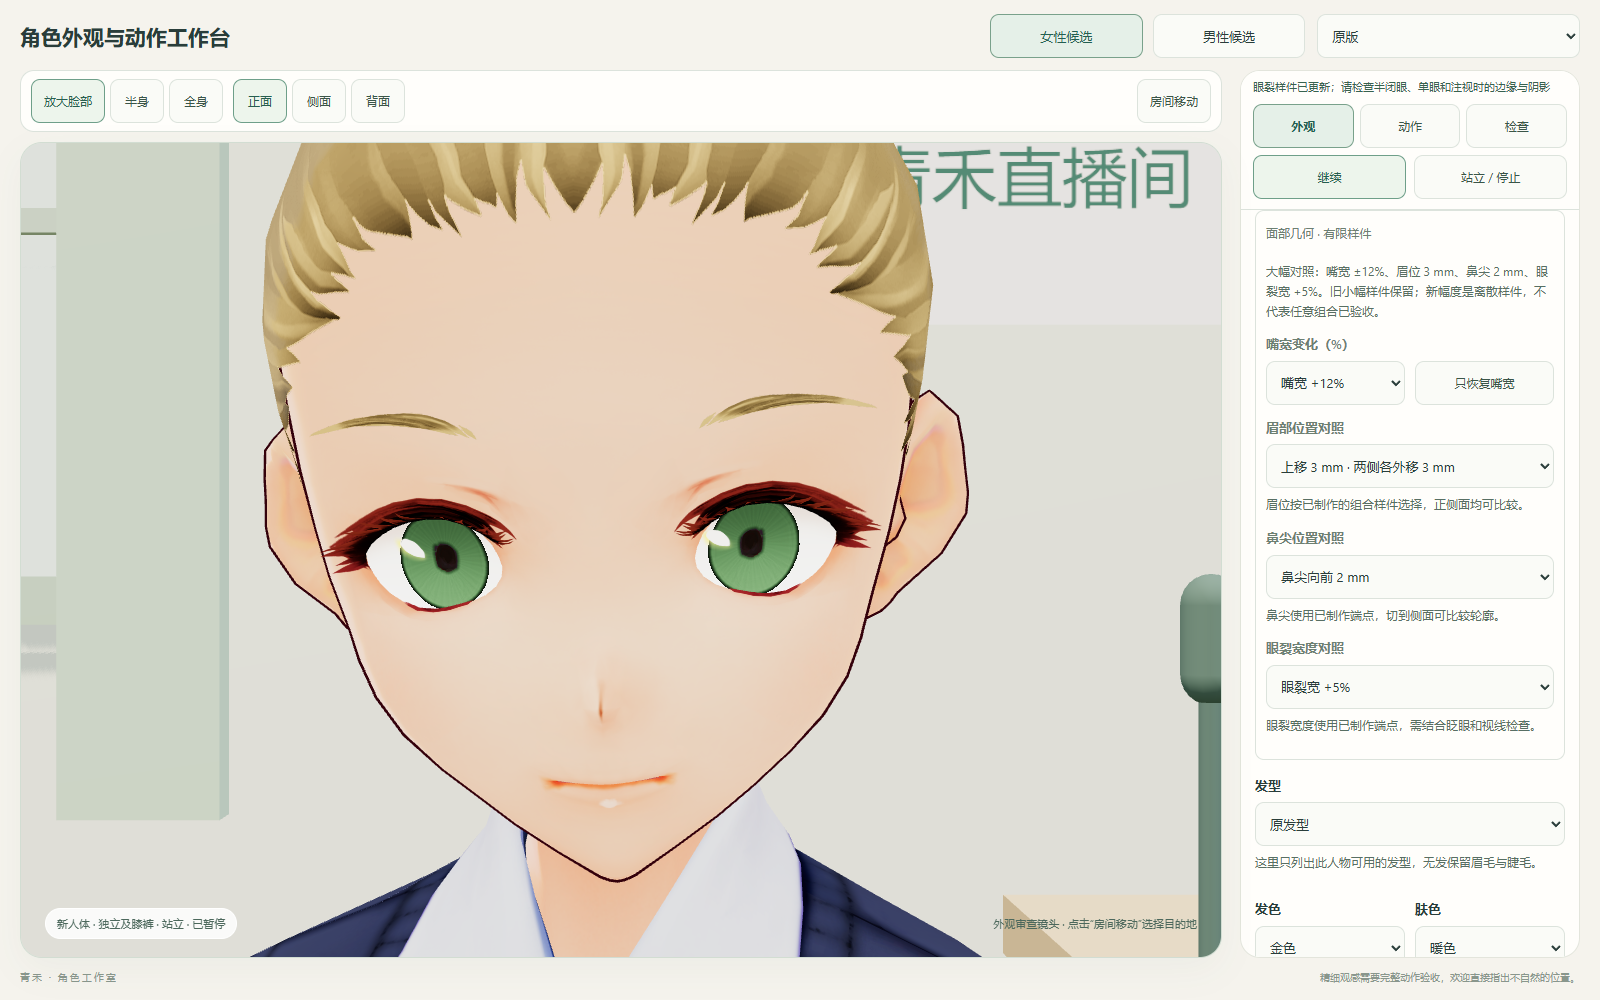 角色外观与动作工作台
女性候选
男性候选
原版
放大脸部
半身
全身
正面
侧面
背面
房间移动
青禾直播间
新人体 · 独立及膝裤 · 站立 · 已暂停
外观审查镜头 · 点击“房间移动”选择目的地
眼裂样件已更新；请检查半闭眼、单眼和注视时的边缘与阴影
外观
动作
检查
继续
站立 / 停止
面部几何 · 有限样件
大幅对照：嘴宽 ±12%、眉位 3 mm、鼻尖 2 mm、眼
裂宽 +5%。旧小幅样件保留；新幅度是离散样件，不
代表任意组合已验收。
嘴宽变化（%）
嘴宽 +12%
只恢复嘴宽
眉部位置对照
上移 3 mm · 两侧各外移 3 mm
眉位按已制作的组合样件选择，正侧面均可比较。
鼻尖位置对照
鼻尖向前 2 mm
鼻尖使用已制作端点，切到侧面可比较轮廓。
眼裂宽度对照
眼裂宽 +5%
眼裂宽度使用已制作端点，需结合眨眼和视线检查。
发型
原发型
这里只列出此人物可用的发型，无发保留眉毛与睫毛。
发色
肤色
金色
暖色
青禾 · 角色工作室
精细观感需要完整动作验收，欢迎直接指出不自然的位置。